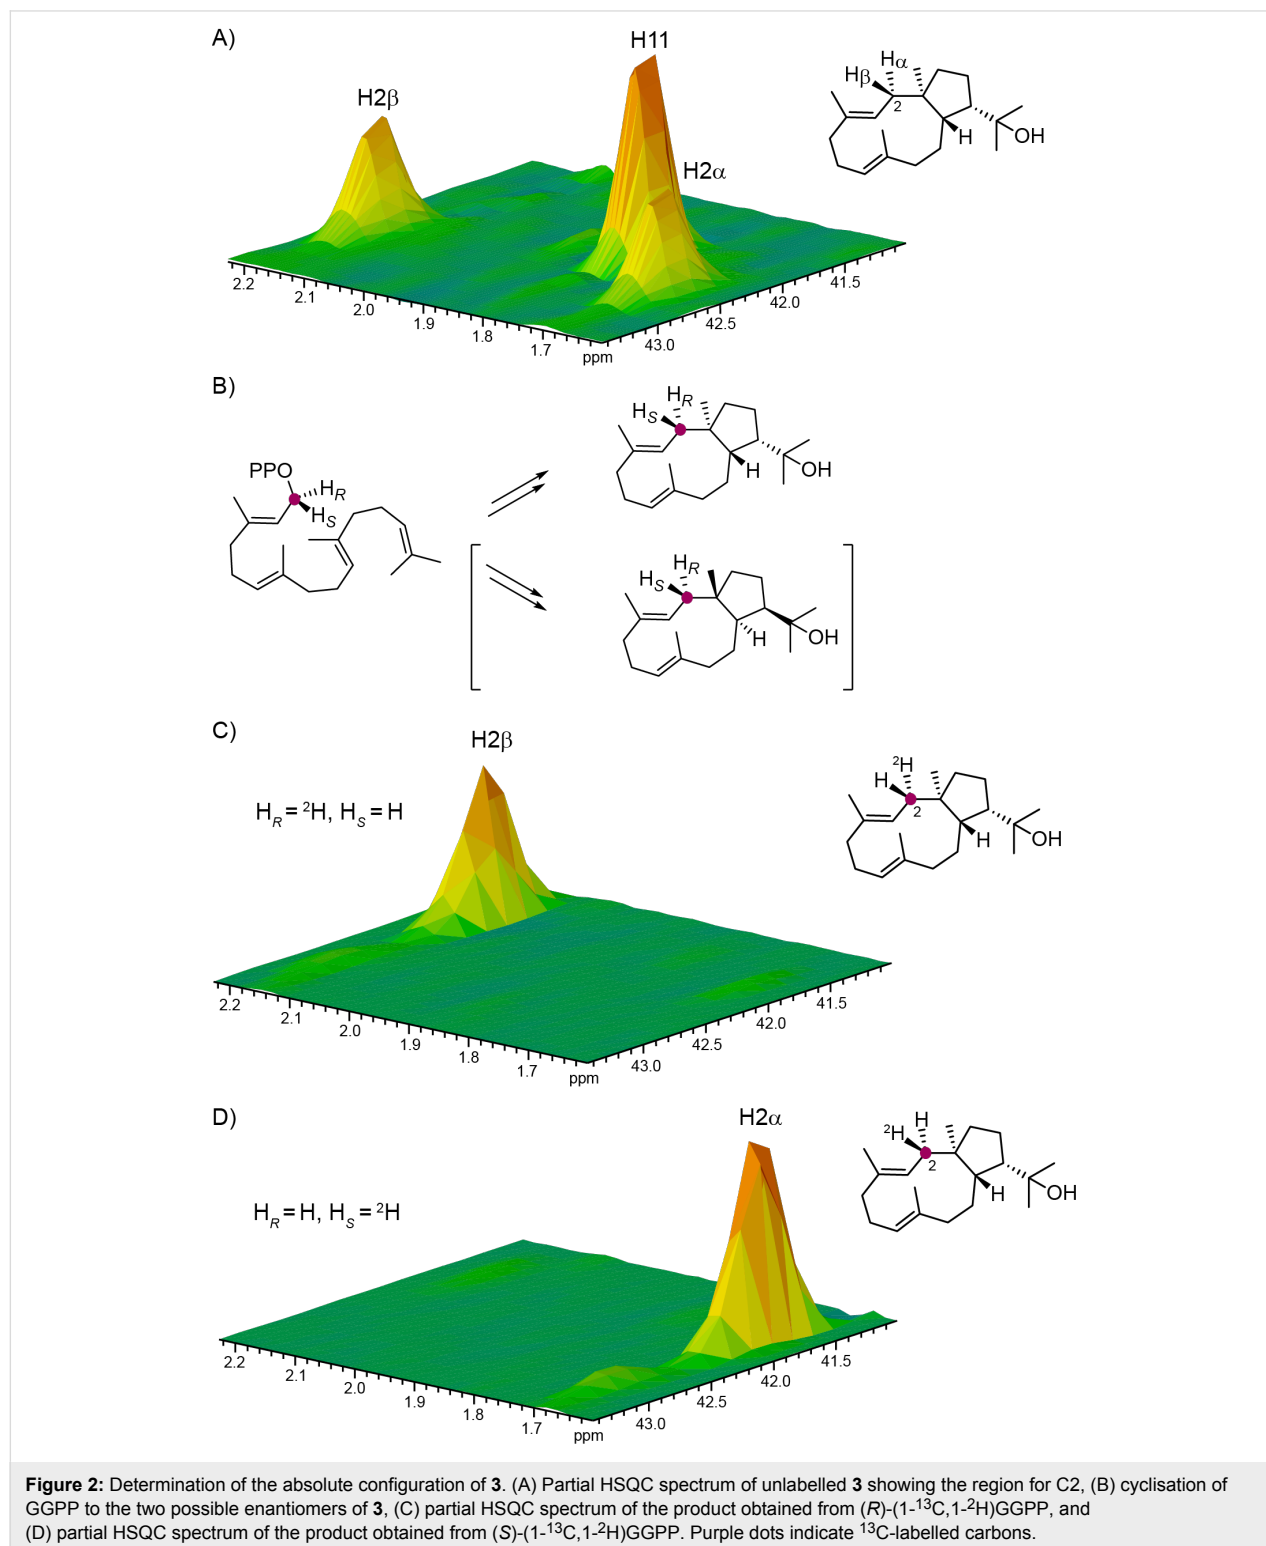 A)
H11
H2β
H2α
Hβ Hα
2
H
OH
2.2 2.1 2.0 1.9 1.8 1.7 ppm 43.0 42.5 42.0 41.5
B)
HR
HS
H
OH
PPO
HR
HS
HR
HS
H
OH
C)
H2β
HR = ²H, HS = H
²H
H
2
H
OH
2.2 2.1 2.0 1.9 1.8 1.7 ppm 43.0 42.5 42.0 41.5
D)
H2α
HR = H, HS = ²H
H
²H
2
H
OH
2.2 2.1 2.0 1.9 1.8 1.7 ppm 43.0 42.5 42.0 41.5
Figure 2: Determination of the absolute configuration of 3. (A) Partial HSQC spectrum of unlabelled 3 showing the region for C2, (B) cyclisation of
GGPP to the two possible enantiomers of 3, (C) partial HSQC spectrum of the product obtained from (R)-(1-¹³C,1-²H)GGPP, and
(D) partial HSQC spectrum of the product obtained from (S)-(1-¹³C,1-²H)GGPP. Purple dots indicate ¹³C-labelled carbons.